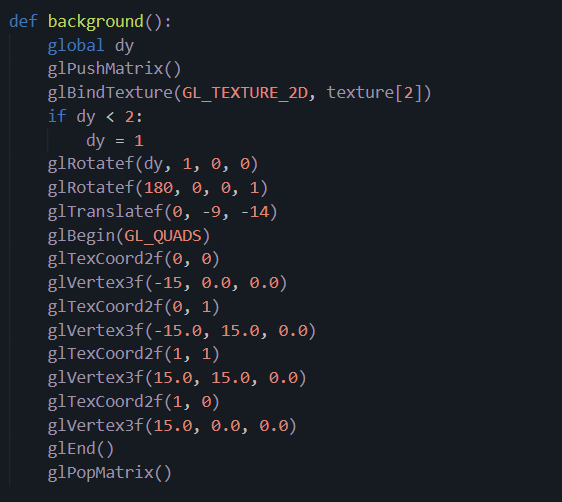 def background():
    global dy
    glPushMatrix()
    glBindTexture(GL_TEXTURE_2D, texture[2])
    if dy < 2:
        dy = 1
    glRotatef(dy, 1, 0, 0)
    glRotatef(180, 0, 0, 1)
    glTranslatef(0, -9, -14)
    glBegin(GL_QUADS)
    glTexCoord2f(0, 0)
    glVertex3f(-15, 0.0, 0.0)
    glTexCoord2f(0, 1)
    glVertex3f(-15.0, 15.0, 0.0)
    glTexCoord2f(1, 1)
    glVertex3f(15.0, 15.0, 0.0)
    glTexCoord2f(1, 0)
    glVertex3f(15.0, 0.0, 0.0)
    glEnd()
    glPopMatrix()